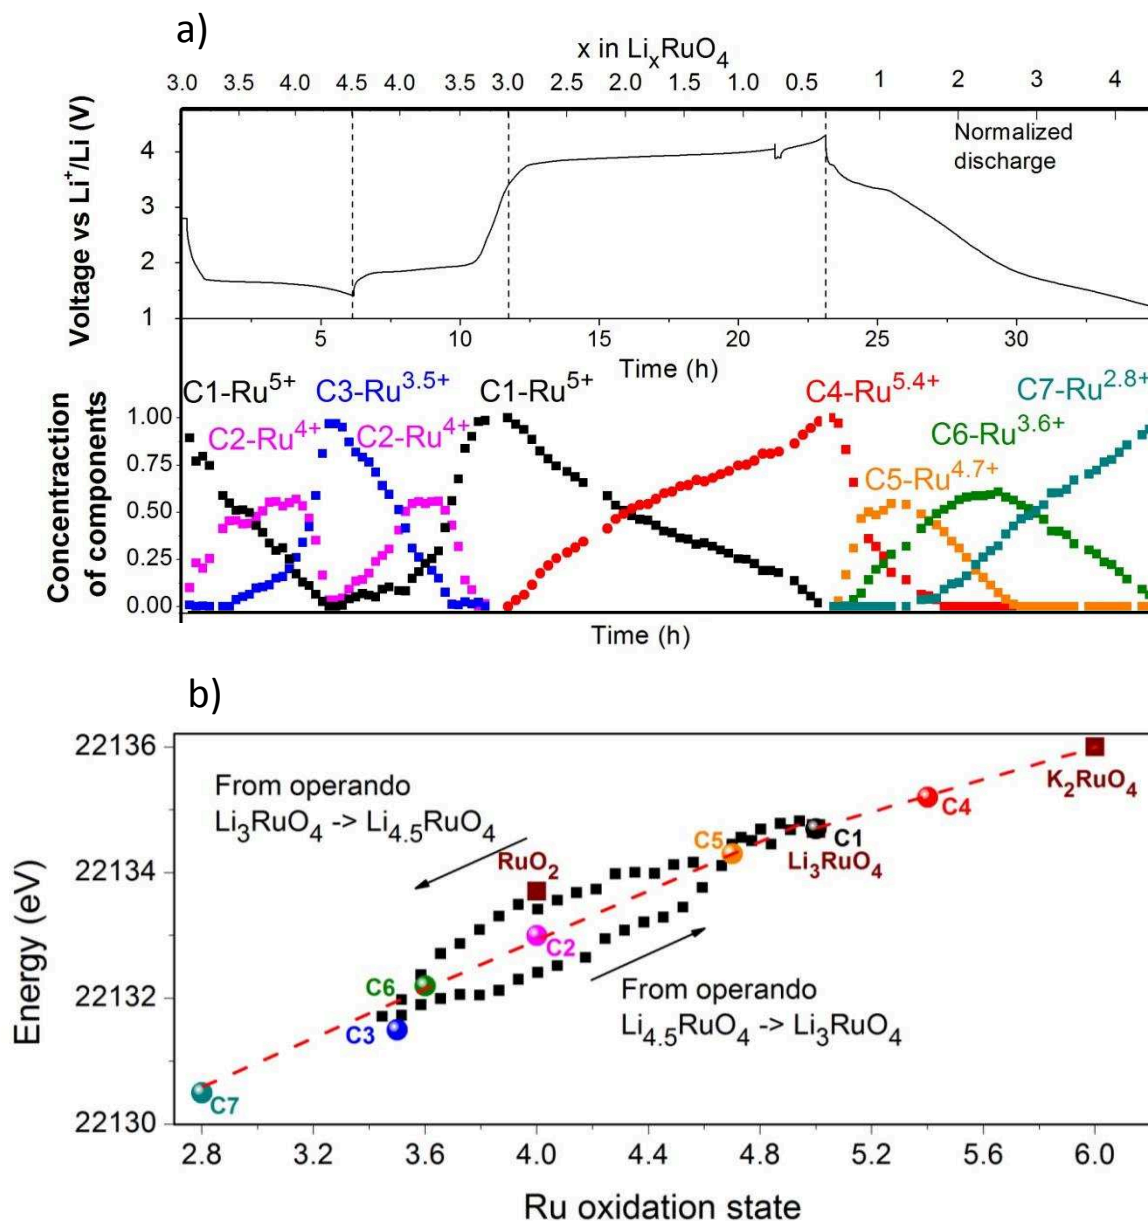 a)
x in LiₓRuO₄
3.0 3.5 4.0 4.5 4.0 3.5 3.0 2.5 2.0 1.5 1.0 0.5 1 2 3 4
Voltage vs Li⁺/Li (V)
4
3
2
1
Normalized
discharge
5 10 15 20 25 30
Time (h)
Concentration
of components
1.00
0.75
0.50
0.25
0.00
C1-Ru⁵⁺
C2-Ru⁴⁺
C3-Ru³·⁵⁺
C2-Ru⁴⁺
C1-Ru⁵⁺
C4-Ru⁵·⁴⁺
C5-Ru⁴·⁷⁺
C6-Ru³·⁶⁺
C7-Ru²·⁸⁺
Time (h)
b)
Energy (eV)
22136
22134
22132
22130
From operando
Li₃RuO₄ -> Li₄.₅RuO₄
RuO₂
C5
C1
Li₃RuO₄
C4
K₂RuO₄
C2
C6
C3
C7
From operando
Li₄.₅RuO₄ -> Li₃RuO₄
2.8 3.2 3.6 4.0 4.4 4.8 5.2 5.6 6.0
Ru oxidation state